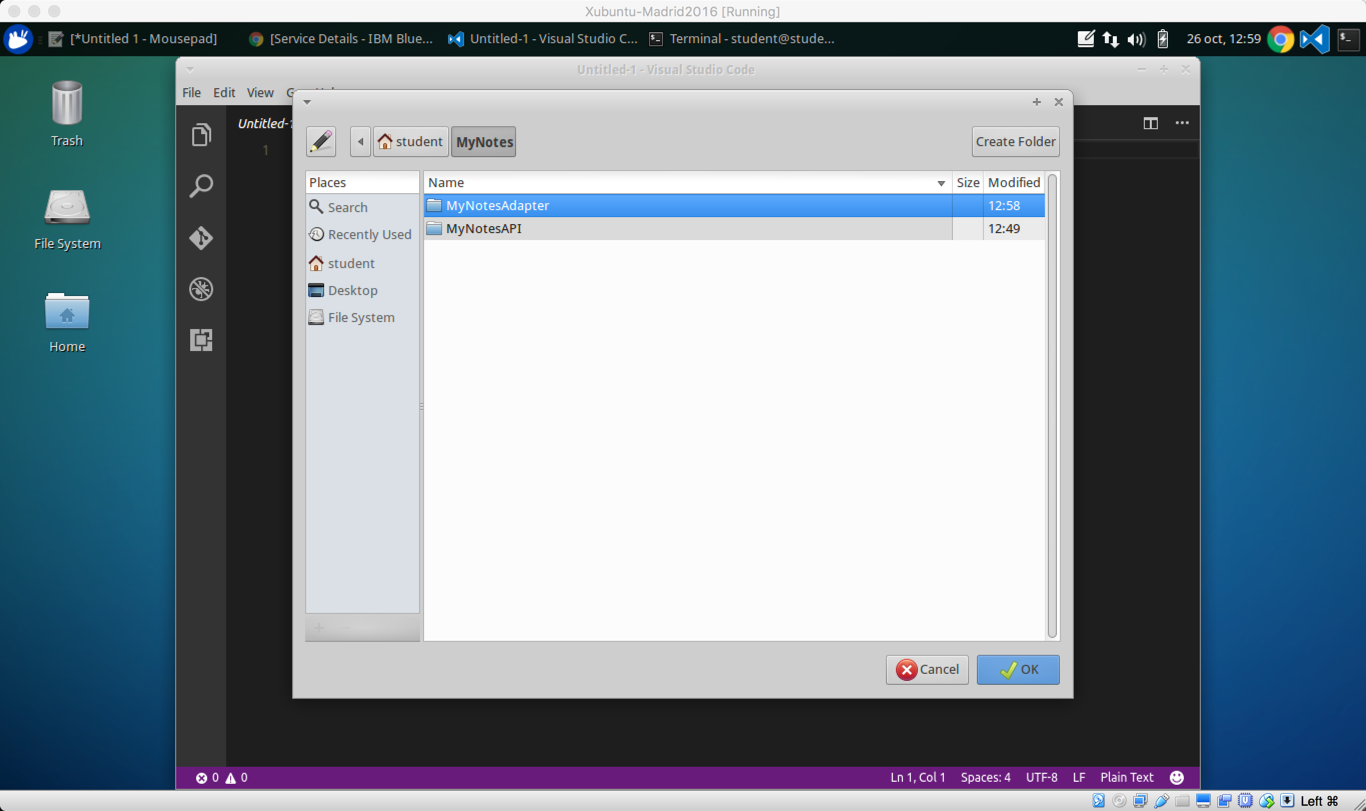 Xubuntu-Madrid2016 [Running]
[*Untitled 1 - Mousepad] [Service Details - IBM Blue... Untitled-1 - Visual Studio C... Terminal - student@stude... 26 oct, 12:59
Untitled-1 - Visual Studio Code
File Edit View
Untitled-1
1
Trash
File System
Home
student MyNotes Create Folder
Places
Search
Recently Used
student
Desktop
File System
Name Size Modified
MyNotesAdapter 12:58
MyNotesAPI 12:49
Cancel OK
0 0 Ln 1, Col 1 Spaces: 4 UTF-8 LF Plain Text
Left ⌘